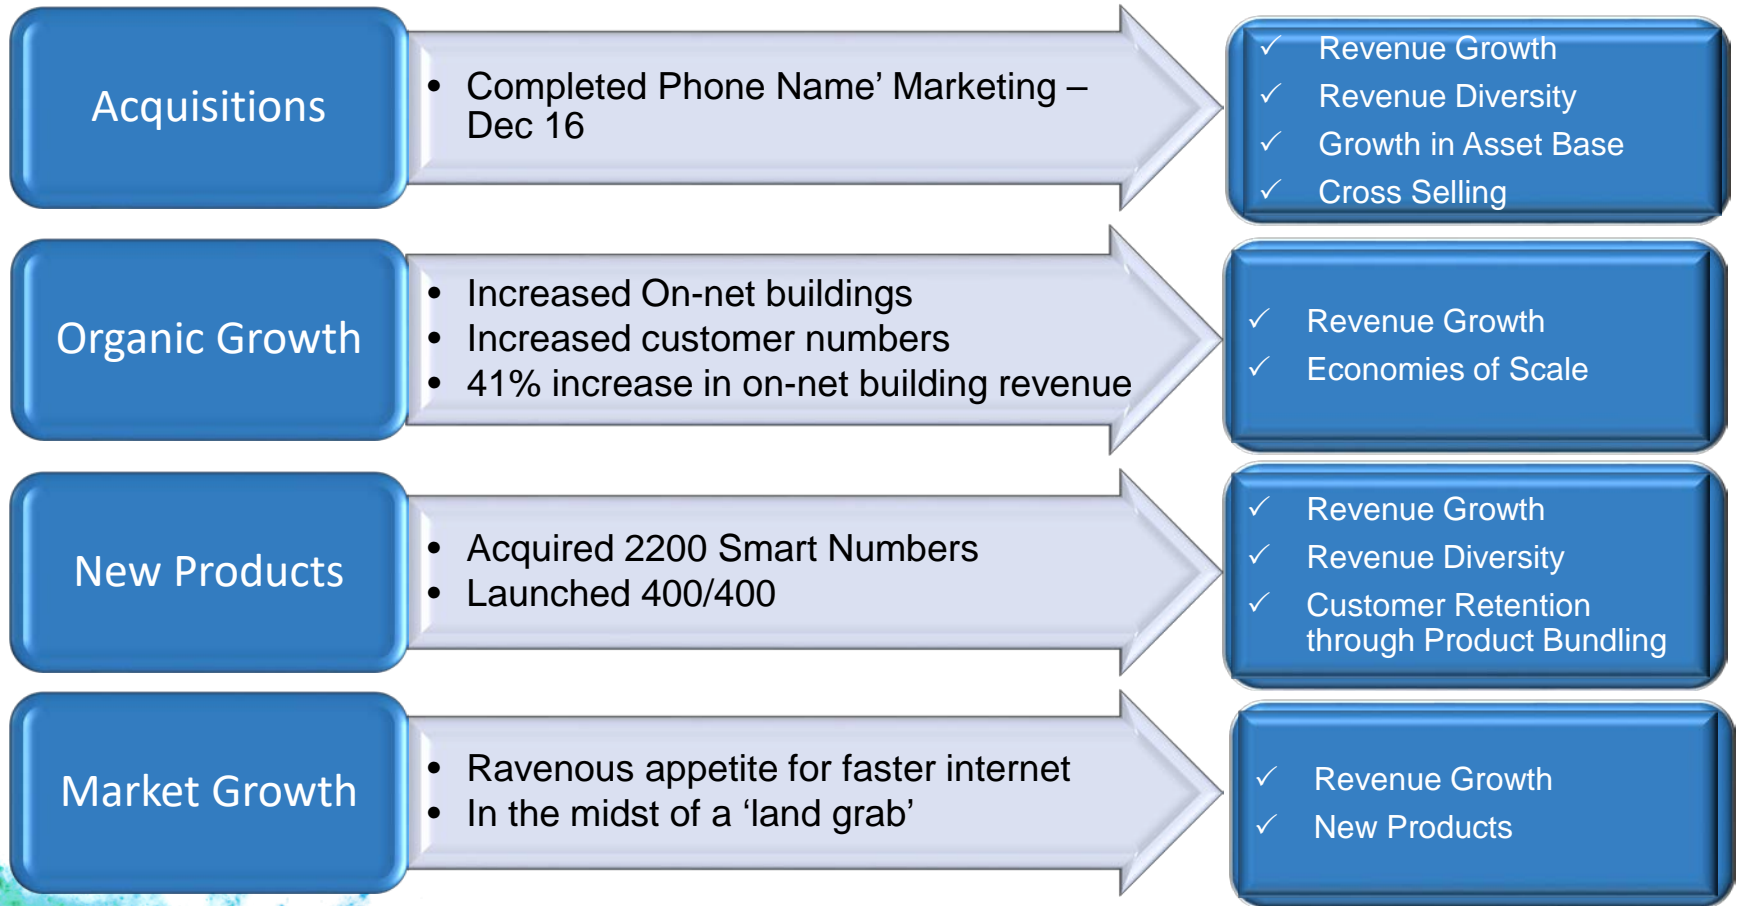 Acquisitions
• Completed Phone Name’ Marketing –
Dec 16
✓ Revenue Growth
✓ Revenue Diversity
✓ Growth in Asset Base
✓ Cross Selling
Organic Growth
• Increased On-net buildings
• Increased customer numbers
• 41% increase in on-net building revenue
✓ Revenue Growth
✓ Economies of Scale
New Products
• Acquired 2200 Smart Numbers
• Launched 400/400
✓ Revenue Growth
✓ Revenue Diversity
✓ Customer Retention
through Product Bundling
Market Growth
• Ravenous appetite for faster internet
• In the midst of a ‘land grab’
✓ Revenue Growth
✓ New Products